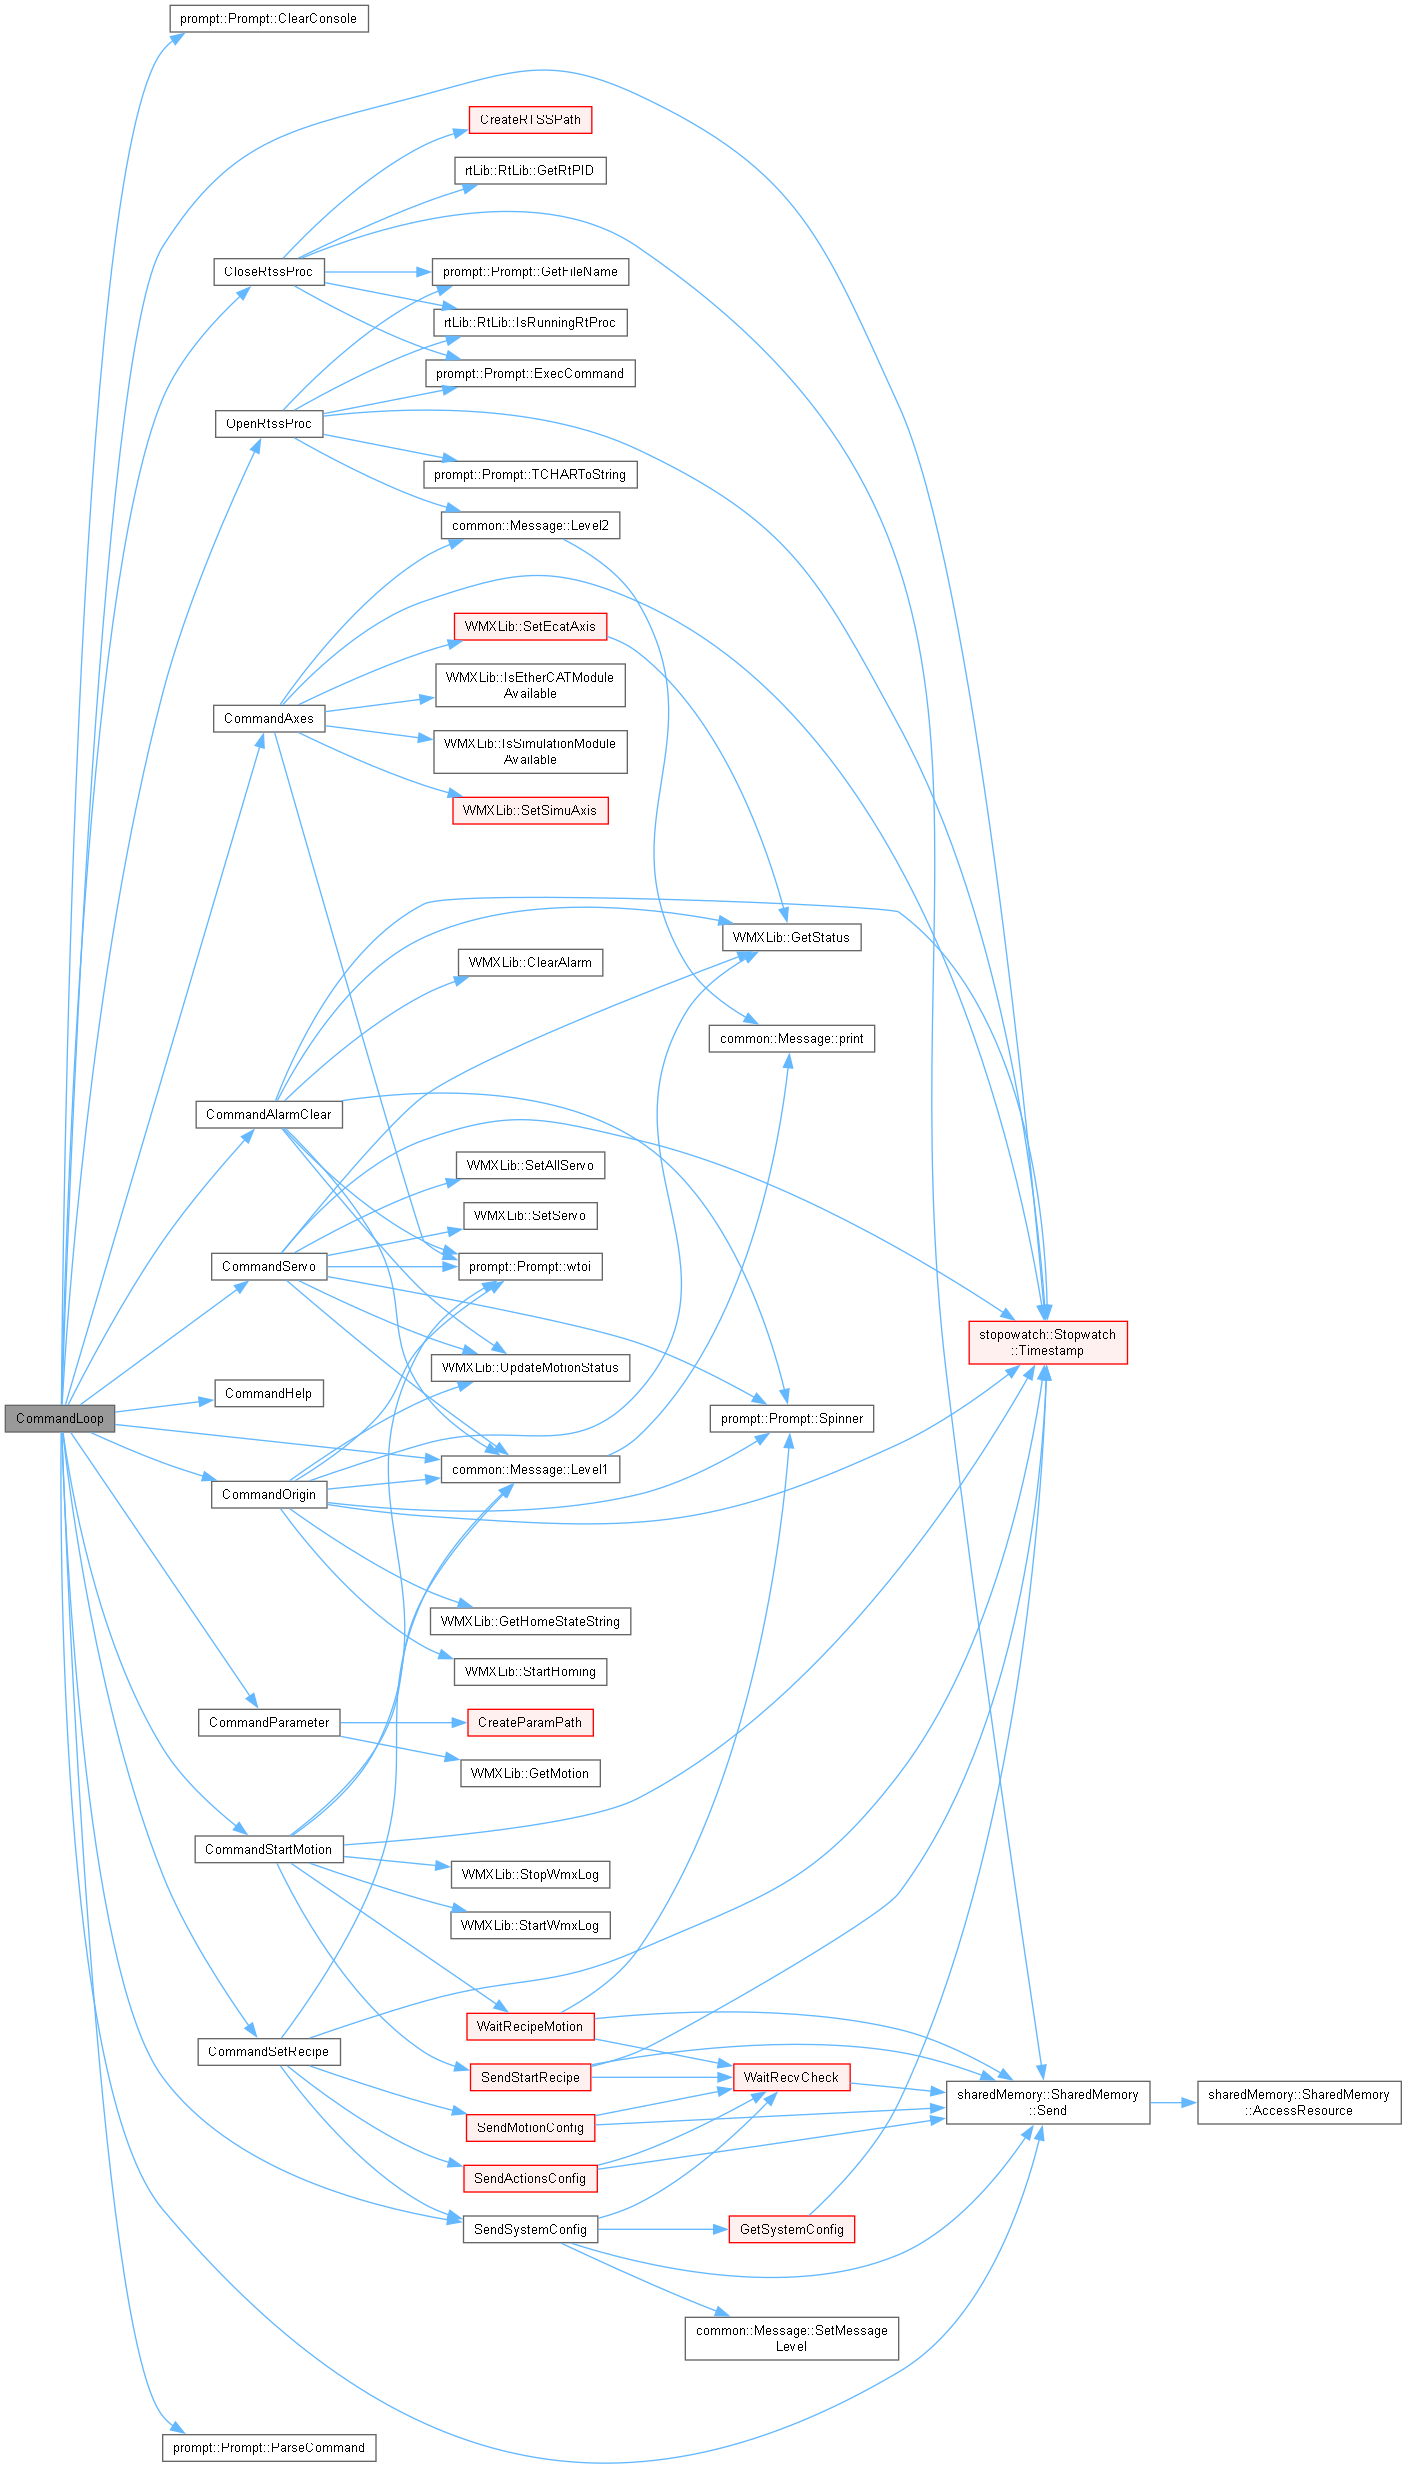 prompt::Prompt::ClearConsole
CreateRTSSPath
rtLib::RtLib::GetRtPID
CloseRtssProc
prompt::Prompt::GetFileName
rtLib::RtLib::IsRunningRtProc
prompt::Prompt::ExecCommand
OpenRtssProc
prompt::Prompt::TCHARToString
common::Message::Level2
WMXLib::SetEcatAxis
WMXLib::IsEtherCATModule
Available
CommandAxes
WMXLib::IsSimulationModule
Available
WMXLib::SetSimuAxis
WMXLib::GetStatus
WMXLib::ClearAlarm
common::Message::print
CommandAlarmClear
WMXLib::SetAllServo
WMXLib::SetServo
CommandServo
prompt::Prompt::wtoi
stopowatch::Stopwatch
::Timestamp
WMXLib::UpdateMotionStatus
CommandHelp
CommandLoop
prompt::Prompt::Spinner
common::Message::Level1
CommandOrigin
WMXLib::GetHomeStateString
WMXLib::StartHoming
CommandParameter
CreateParamPath
WMXLib::GetMotion
CommandStartMotion
WMXLib::StopWmxLog
WMXLib::StartWmxLog
WaitRecipeMotion
CommandSetRecipe
SendStartRecipe
WaitRecvCheck
sharedMemory::SharedMemory
::Send
sharedMemory::SharedMemory
::AccessResource
SendMotionConfig
SendActionsConfig
SendSystemConfig
GetSystemConfig
common::Message::SetMessage
Level
prompt::Prompt::ParseCommand